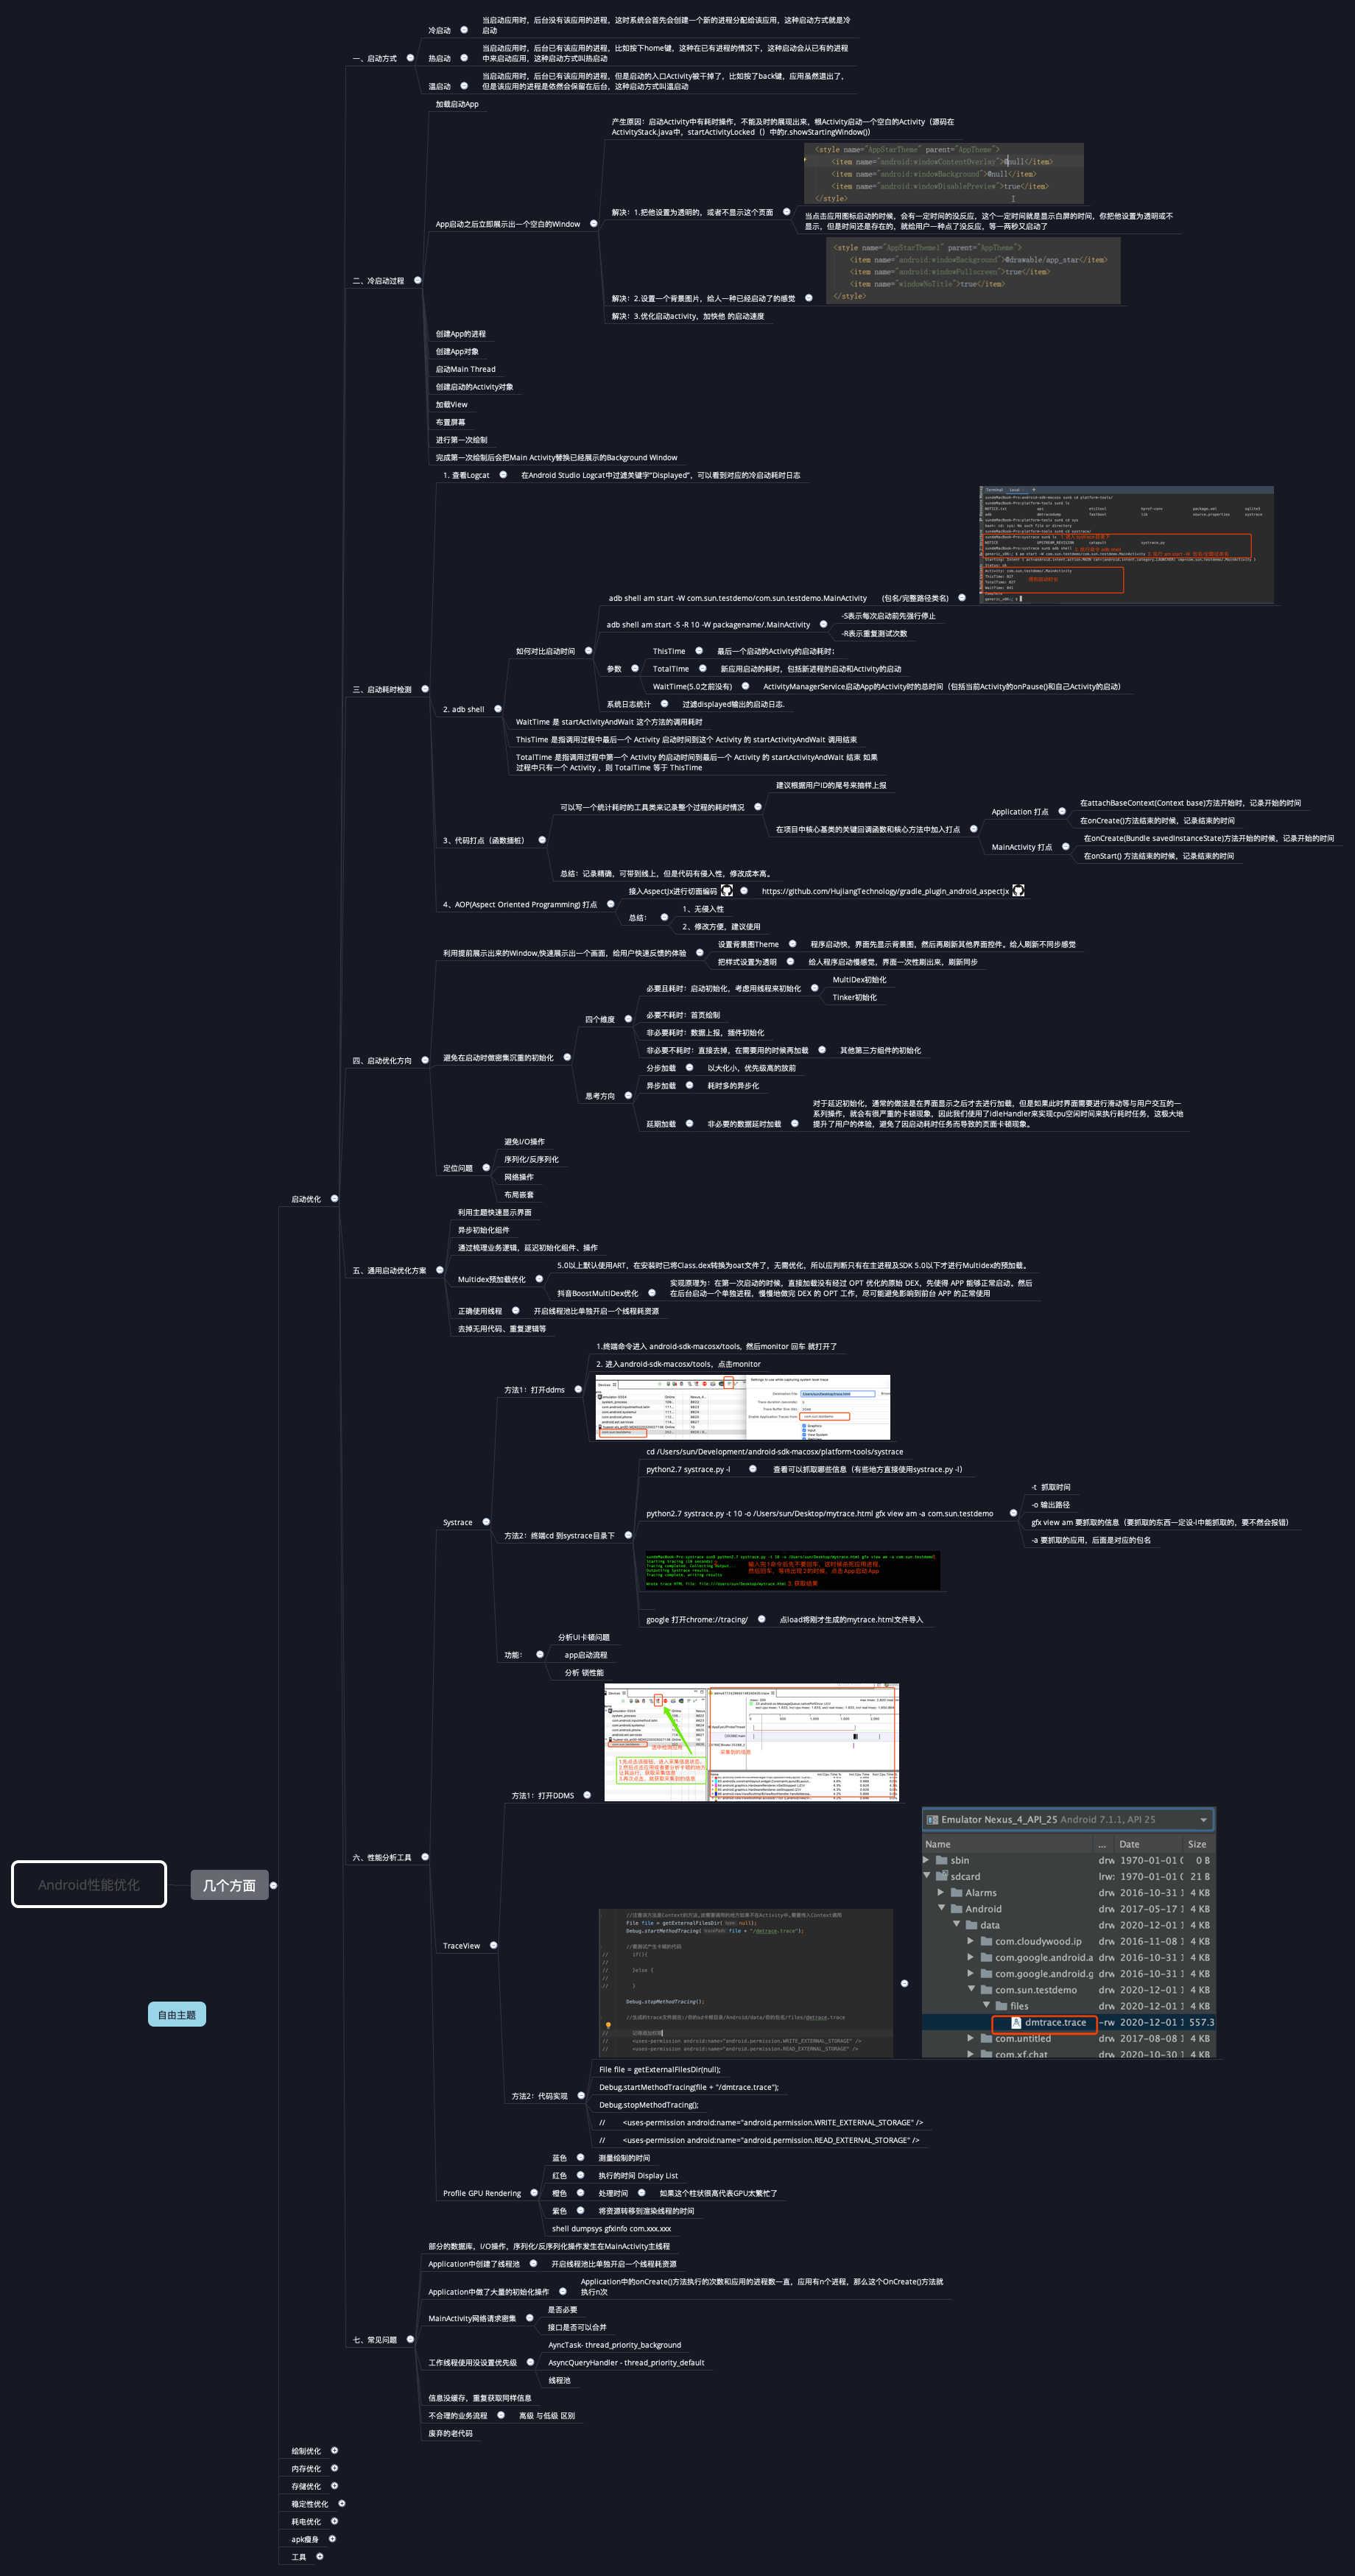 Android性能优化
几个方面
自由主题
启动优化
一、启动方式
冷启动
当启动应用时，后台没有该应用的进程，这时系统会首先会创建一个新的进程分配给该应用，这种启动方式就是冷
启动
热启动
当启动应用时，后台已有该应用的进程，比如按下home键，这种在已有进程的情况下，这种启动会从已有的进程
中来启动应用，这种启动方式叫热启动
温启动
当启动应用时，后台已有该应用的进程，但是启动的入口Activity被干掉了，比如按了back键，应用虽然退出了，
但是该应用的进程是依然会保留在后台，这种启动方式叫温启动
二、冷启动过程
加载启动App
App启动之后立即展示出一个空白的Window
产生原因：启动Activity中有耗时操作，不能及时的展现出来，根Activity启动一个空白的Activity（源码在
ActivityStack.java中，startActivityLocked（）中的r.showStartingWindow())
解决：1.把他设置为透明的，或者不显示这个页面
<style name="AppStarTheme" parent="AppTheme">
<item name="android:windowContentOverlay">@null</item>
<item name="android:windowBackground">@null</item>
<item name="android:windowDisablePreview">true</item>
</style>
当点击应用图标启动的时候，会有一定时间的没反应，这个一定时间就是显示白屏的时间，你把他设置为透明或不
显示，但是时间还是存在的，就给用户一种点了没反应，等一两秒又启动了
解决：2.设置一个背景图片，给人一种已经启动了的感觉
<style name="AppStarTheme1" parent="AppTheme">
<item name="android:windowBackground">@drawable/app_star</item>
<item name="android:windowFullscreen">true</item>
<item name="windowNoTitle">true</item>
</style>
解决：3.优化启动activity，加快他 的启动速度
创建App的进程
创建App对象
启动Main Thread
创建启动的Activity对象
加载View
布置屏幕
进行第一次绘制
完成第一次绘制后会把Main Activity替换已经展示的Background Window
三、启动耗时检测
1. 查看Logcat
在Android Studio Logcat中过滤关键字“Displayed”，可以看到对应的冷启动耗时日志
2. adb shell
如何对比启动时间
adb shell am start -W com.sun.testdemo/com.sun.testdemo.MainActivity (包名/完整路径类名)
adb shell am start -S -R 10 -W packagename/.MainActivity
-S表示每次启动前先强行停止
-R表示重复测试次数
参数
ThisTime
最后一个启动的Activity的启动耗时；
TotalTime
新应用启动的耗时，包括新进程的启动和Activity的启动
WaitTime(5.0之前没有)
ActivityManagerService启动App的Activity时的总时间（包括当前Activity的onPause()和自己Activity的启动）
系统日志统计
过滤displayed输出的启动日志.
WaitTime 是 startActivityAndWait 这个方法的调用耗时
ThisTime 是指调用过程中最后一个 Activity 启动时间到这个 Activity 的 startActivityAndWait 调用结束
TotalTime 是指调用过程中第一个 Activity 的启动时间到最后一个 Activity 的 startActivityAndWait 结束 如果
过程中只有一个 Activity ，则 TotalTime 等于 ThisTime
3、代码打点（函数插桩）
可以写一个统计耗时的工具类来记录整个过程的耗时情况
建议根据用户ID的尾号来抽样上报
在项目中核心基类的关键回调函数和核心方法中加入打点
Application 打点
在attachBaseContext(Context base)方法开始时，记录开始的时间
在onCreate()方法结束的时候，记录结束的时间
MainActivity 打点
在onCreate(Bundle savedInstanceState)方法开始的时候，记录开始的时间
在onStart() 方法结束的时候，记录结束的时间
总结：记录精确，可带到线上，但是代码有侵入性，修改成本高。
4、AOP(Aspect Oriented Programming) 打点
接入AspectJx进行切面编码
https://github.com/HujiangTechnology/gradle_plugin_android_aspectjx
总结：
1、无侵入性
2、修改方便，建议使用
四、启动优化方向
利用提前展示出来的Window,快速展示出一个画面，给用户快速反馈的体验
设置背景图Theme
程序启动快，界面先显示背景图，然后再刷新其他界面控件。给人刷新不同步感觉
把样式设置为透明
给人程序启动慢感觉，界面一次性刷出来，刷新同步
避免在启动时做密集沉重的初始化
四个维度
必要且耗时：启动初始化，考虑用线程来初始化
MultiDex初始化
Tinker初始化
必要不耗时：首页绘制
非必要耗时：数据上报，插件初始化
非必要不耗时：直接去掉，在需要用的时候再加载
其他第三方组件的初始化
思考方向
分步加载
以大化小，优先级高的放前
异步加载
耗时多的异步化
延期加载
非必要的数据延时加载
对于延迟初始化，通常的做法是在界面显示之后才去进行加载，但是如果此时界面需要进行滑动等与用户交互的一
系列操作，就会有很严重的卡顿现象，因此我们使用了idleHandler来实现cpu空闲时间来执行耗时任务，这极大地
提升了用户的体验，避免了因启动耗时任务而导致的页面卡顿现象。
定位问题
避免I/O操作
序列化/反序列化
网络操作
布局嵌套
五、通用启动优化方案
利用主题快速显示界面
异步初始化组件
通过梳理业务逻辑，延迟初始化组件、操作
Multidex预加载优化
5.0以上默认使用ART，在安装时已将Class.dex转换为oat文件了，无需优化，所以应判断只有在主进程及SDK 5.0以下才进行Multidex的预加载。
抖音BoostMultiDex优化
实现原理为：在第一次启动的时候，直接加载没有经过 OPT 优化的原始 DEX，先使得 APP 能够正常启动。然后
在后台启动一个单独进程，慢慢地做完 DEX 的 OPT 工作，尽可能避免影响到前台 APP 的正常使用
正确使用线程
开启线程池比单独开启一个线程耗资源
去掉无用代码、重复逻辑等
六、性能分析工具
Systrace
方法1：打开ddms
1.终端命令进入 android-sdk-macosx/tools，然后monitor 回车 就打开了
2. 进入android-sdk-macosx/tools，点击monitor
方法2：终端cd 到systrace目录下
cd /Users/sun/Development/android-sdk-macosx/platform-tools/systrace
python2.7 systrace.py -l
查看可以抓取哪些信息（有些地方直接使用systrace.py -l）
python2.7 systrace.py -t 10 -o /Users/sun/Desktop/mytrace.html gfx view am -a com.sun.testdemo
-t 抓取时间
-o 输出路径
gfx view am 要抓取的信息（要抓取的东西一定设-l中能抓取的，要不然会报错）
-a 要抓取的应用，后面是对应的包名
google 打开chrome://tracing/
点load将刚才生成的mytrace.html文件导入
功能：
分析UI卡顿问题
app启动流程
分析 锁性能
TraceView
方法1：打开DDMS
方法2：代码实现
Emulator Nexus_4_API_25 Android 7.1.1, API 25
Name ... Date Size
sbin drw 1970-01-01 ( 0 B
sdcard lrw: 1970-01-01 ( 21 B
Alarms drw 2016-10-31 1 4 KB
Android drw 2017-05-17 1 4 KB
data drw 2020-12-01 1 4 KB
com.cloudywood.ip drw 2016-11-08 1 4 KB
com.google.android.a drw 2016-10-31 1 4 KB
com.google.android.g drw 2016-10-31 1 4 KB
com.sun.testdemo drw 2020-12-01 1 4 KB
files drw 2020-12-01 1 4 KB
dmtrace.trace -rw 2020-12-01 1 557.3
com.untitled drw 2017-08-08 1 4 KB
com.xf.chat drw 2020-10-30 1 4 KB
File file = getExternalFilesDir(null);
Debug.startMethodTracing(file + "/dmtrace.trace");
Debug.stopMethodTracing();
// <uses-permission android:name="android.permission.WRITE_EXTERNAL_STORAGE" />
// <uses-permission android:name="android.permission.READ_EXTERNAL_STORAGE" />
Profile GPU Rendering
蓝色
测量绘制的时间
红色
执行的时间 Display List
橙色
处理时间
如果这个柱状很高代表GPU太繁忙了
紫色
将资源转移到渲染线程的时间
shell dumpsys gfxinfo com.xxx.xxx
七、常见问题
部分的数据库，I/O操作，序列化/反序列化操作发生在MainActivity主线程
Application中创建了线程池
开启线程池比单独开启一个线程耗资源
Application中做了大量的初始化操作
Application中的onCreate()方法执行的次数和应用的进程数一直，应用有n个进程，那么这个OnCreate()方法就
执行n次
MainActivity网络请求密集
是否必要
接口是否可以合并
工作线程使用没设置优先级
AyncTask- thread_priority_background
AsyncQueryHandler - thread_priority_default
线程池
信息没缓存，重复获取同样信息
不合理的业务流程
高级 与低级 区别
废弃的老代码
绘制优化
内存优化
存储优化
稳定性优化
耗电优化
apk瘦身
工具